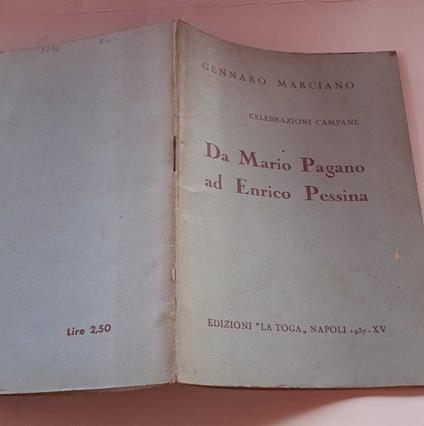 GENNARO MARCIANO
CELEBRAZIONI CAMPANE
Da Mario Pagano
ad Enrico Pessina
EDIZIONI "LA TOGA„ NAPOLI 1937-XV
Lire 2,50